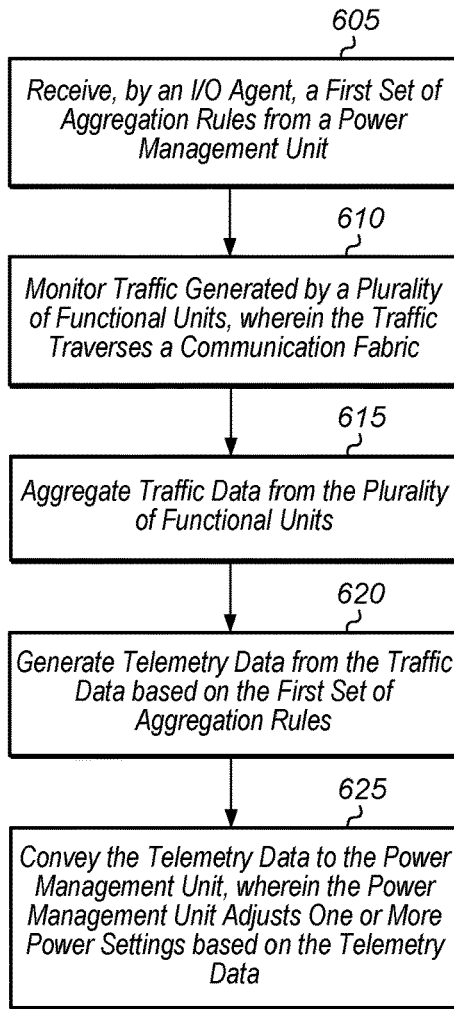 605
Receive, by an I/O Agent, a First Set of
Aggregation Rules from a Power
Management Unit
610
Monitor Traffic Generated by a Plurality
of Functional Units, wherein the Traffic
Traverses a Communication Fabric
615
Aggregate Traffic Data from the Plurality
of Functional Units
620
Generate Telemetry Data from the Traffic
Data based on the First Set of
Aggregation Rules
625
Convey the Telemetry Data to the Power
Management Unit, wherein the Power
Management Unit Adjusts One or More
Power Settings based on the Telemetry
Data